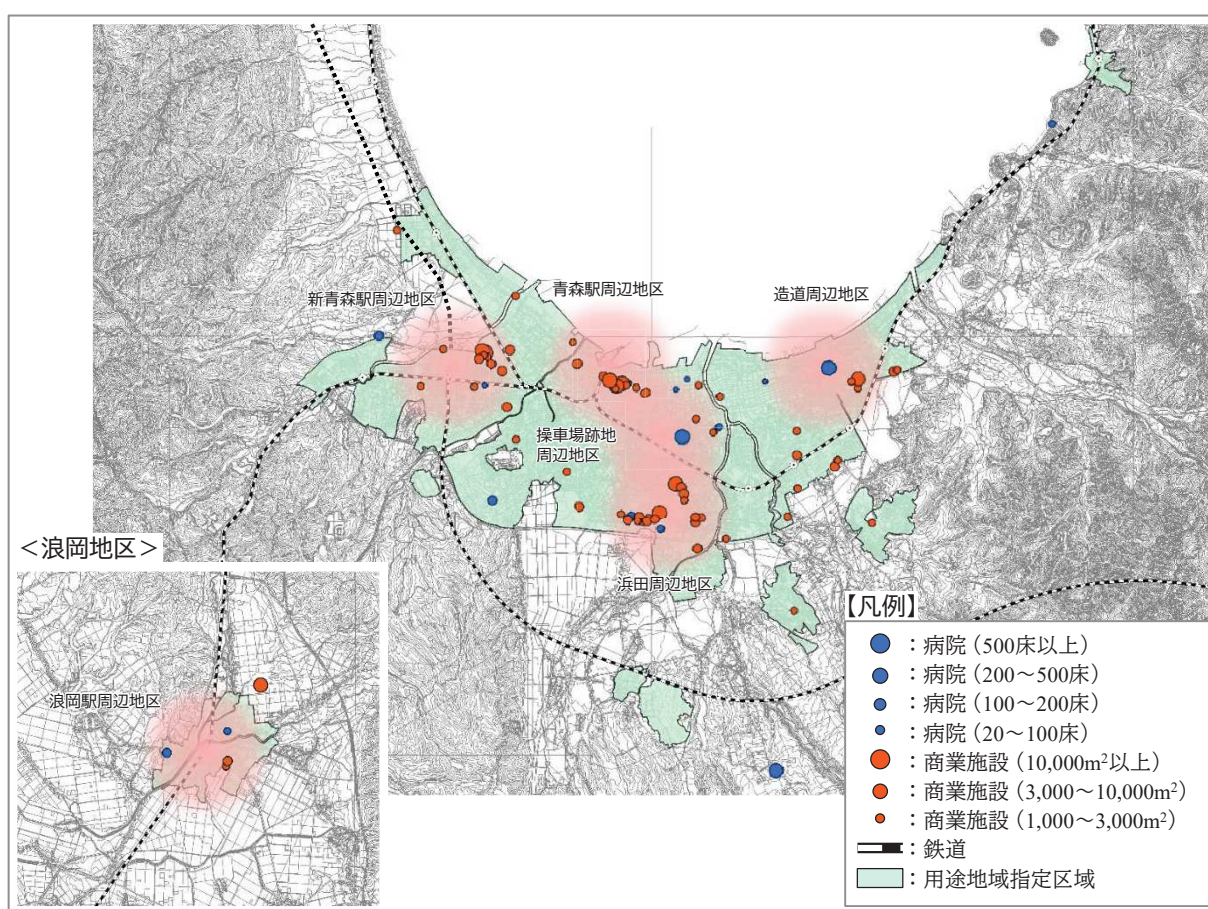 新青森駅周辺地区
青森駅周辺地区
造道周辺地区
操車場跡地
周辺地区
浜田周辺地区
＜浪岡地区＞
浪岡駅周辺地区
【凡例】
：病院（500床以上）
：病院（200～500床）
：病院（100～200床）
：病院（20～100床）
：商業施設（10,000m²以上）
：商業施設（3,000～10,000m²）
：商業施設（1,000～3,000m²）
：鉄道
：用途地域指定区域